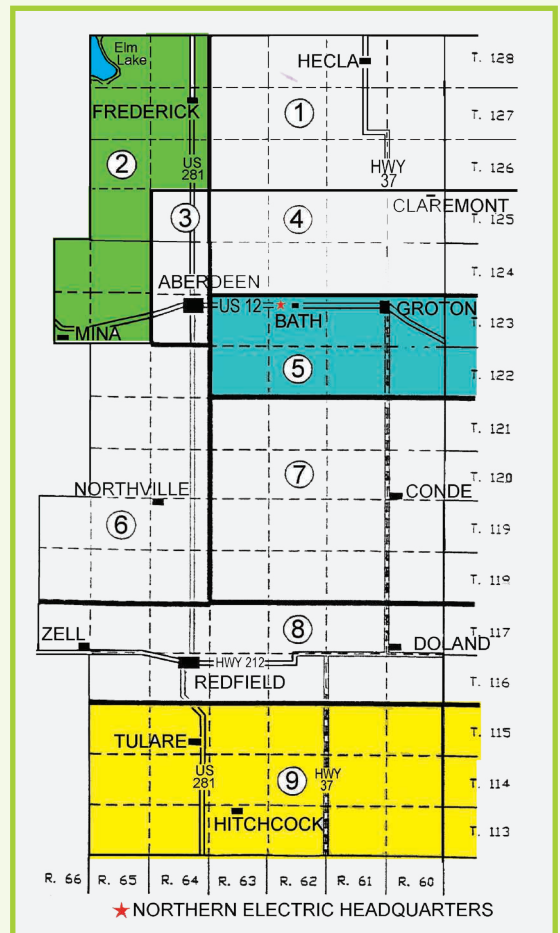 Elm
Lake
HECLA
T. 128
FREDERICK
1
T. 127
2
US
281
HWY
37
T. 126
3
4
CLAREMONT
T. 125
ABERDEEN
T. 124
US 12
BATH
GROTON
T. 123
MINA
5
T. 122
T. 121
7
T. 120
NORTHVILLE
CONDE
6
T. 119
T. 118
8
T. 117
ZELL
DOLAND
HWY 212
REDFIELD
T. 116
TULARE
T. 115
US
281
9
HWY
37
T. 114
HITCHCOCK
T. 113
R. 66 R. 65 R. 64 R. 63 R. 62 R. 61 R. 60
★NORTHERN ELECTRIC HEADQUARTERS